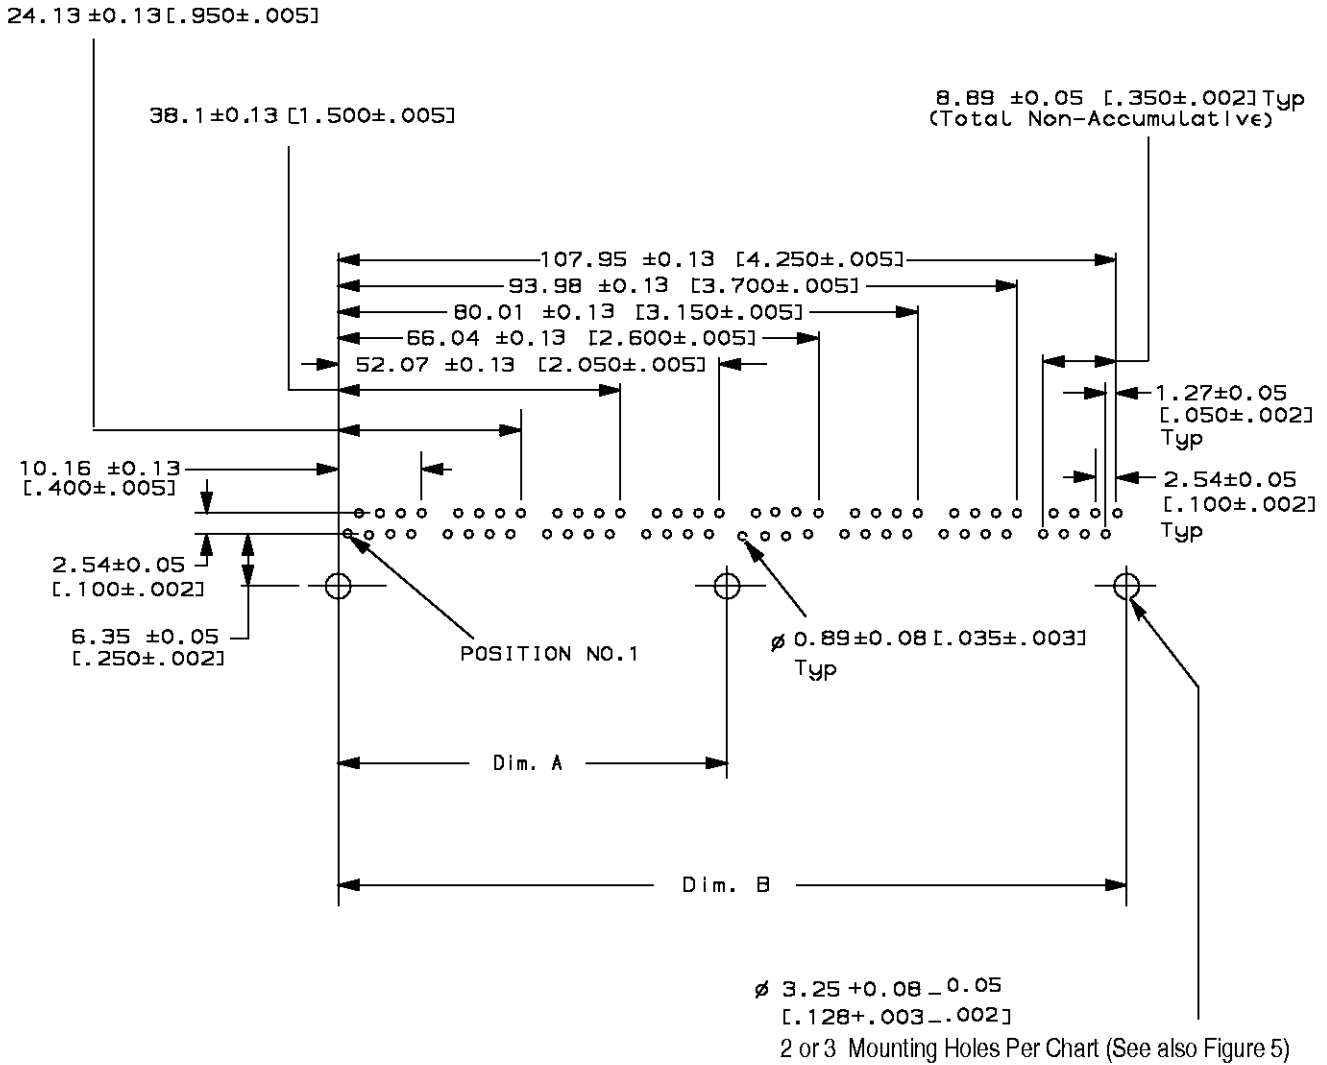 24.13 ±0.13 [.950±.005]
38.1±0.13 [1.500±.005]
8.89 ±0.05 [.350±.002] Typ
(Total Non-Accumulative)
107.95 ±0.13 [4.250±.005]
93.98 ±0.13 [3.700±.005]
80.01 ±0.13 [3.150±.005]
66.04 ±0.13 [2.600±.005]
52.07 ±0.13 [2.050±.005]
1.27±0.05
[.050±.002]
Typ
10.16 ±0.13
[.400±.005]
2.54±0.05
[.100±.002]
Typ
2.54±0.05
[.100±.002]
6.35 ±0.05
[.250±.002]
POSITION NO.1
ø 0.89±0.08 [.035±.003]
Typ
Dim. A
Dim. B
ø 3.25 +0.08 _ 0.05
[.128+.003_.002]
2 or 3 Mounting Holes Per Chart (See also Figure 5)